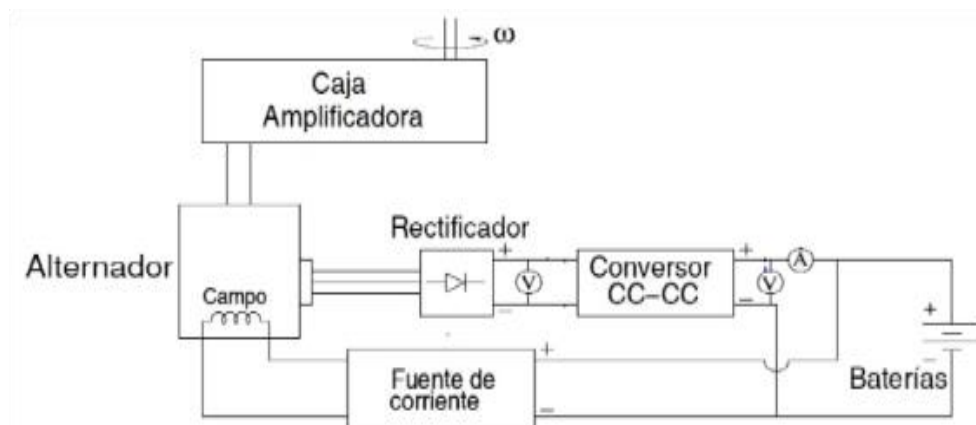 ω
Caja
Amplificadora
Rectificador
Alternador
Campo
+
+
V
Conversor
CC–CC
V
A
−
−
+
−
Baterías
Fuente de
corriente
+
−